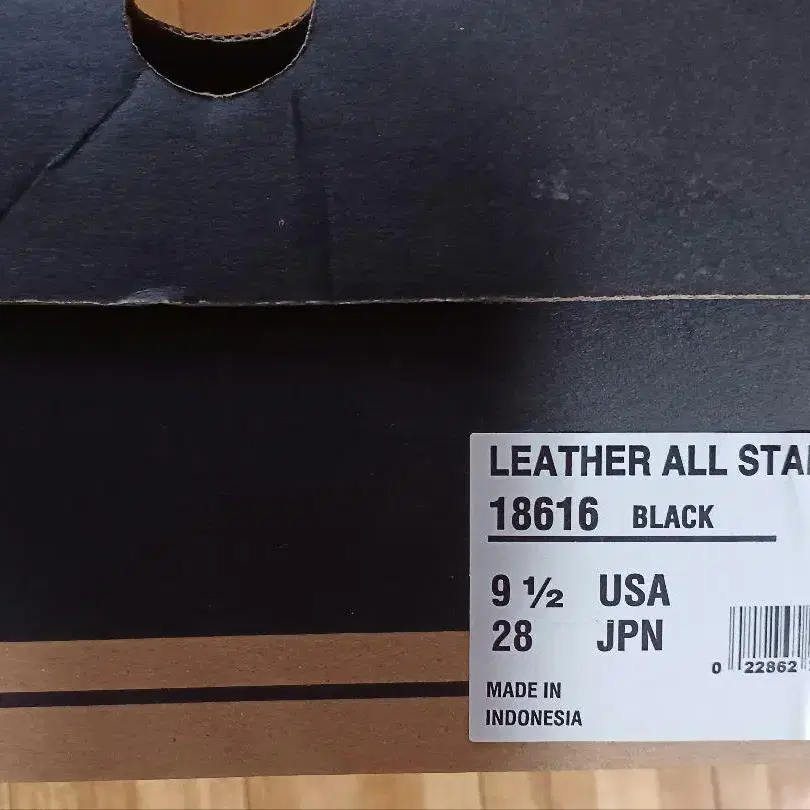 LEATHER ALL STA
18616 BLACK
9 ½ USA
28 JPN
0 22862
MADE IN
INDONESIA